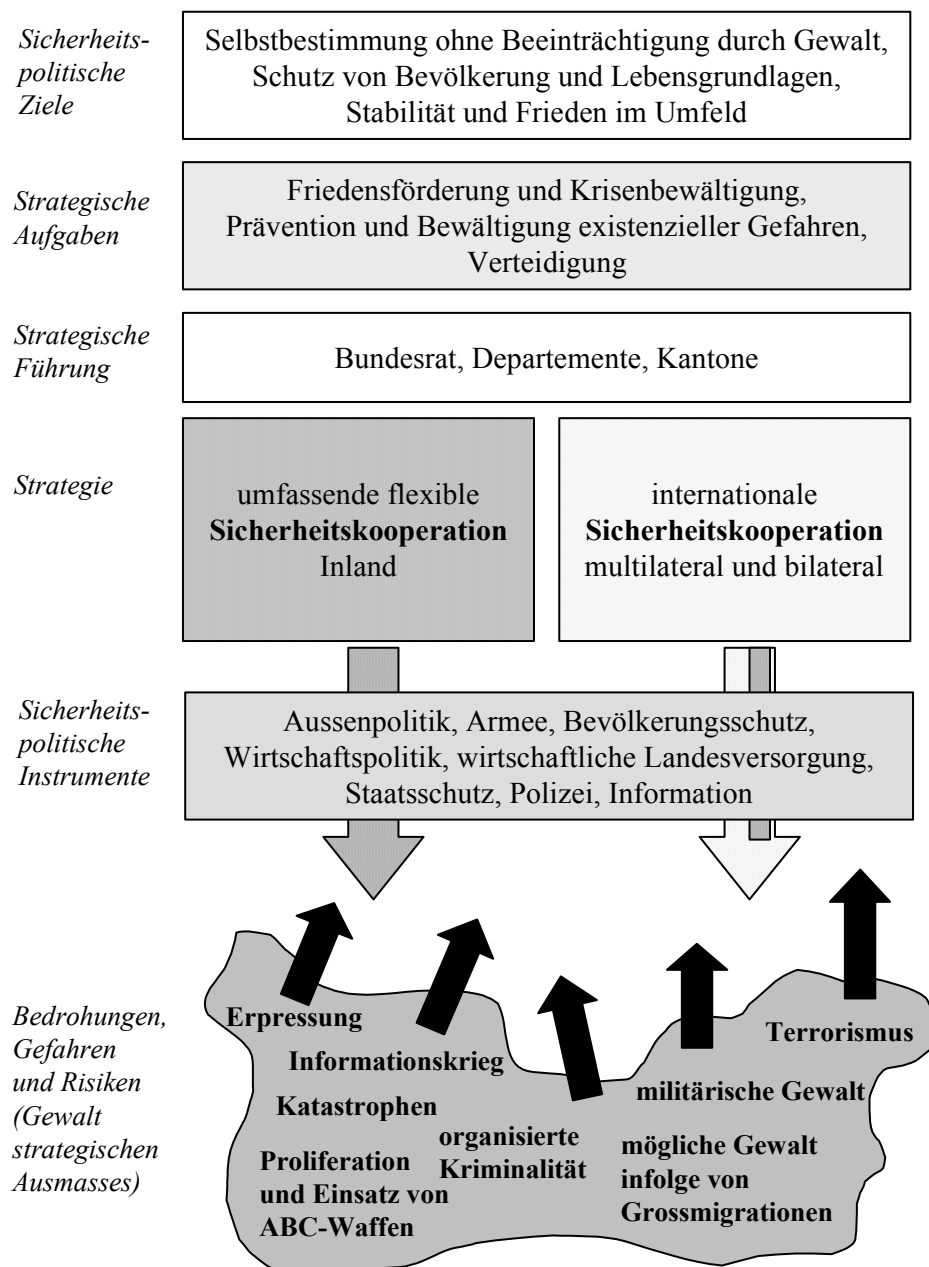 Sicherheits-
politische
Ziele
Selbstbestimmung ohne Beeinträchtigung durch Gewalt,
Schutz von Bevölkerung und Lebensgrundlagen,
Stabilität und Frieden im Umfeld
Strategische
Aufgaben
Friedensförderung und Krisenbewältigung,
Prävention und Bewältigung existenzieller Gefahren,
Verteidigung
Strategische
Führung
Bundesrat, Departemente, Kantone
Strategie
umfassende flexible
Sicherheitskooperation
Inland
internationale
Sicherheitskooperation
multilateral und bilateral
Sicherheits-
politische
Instrumente
Aussenpolitik, Armee, Bevölkerungsschutz,
Wirtschaftspolitik, wirtschaftliche Landesversorgung,
Staatsschutz, Polizei, Information
Bedrohungen,
Gefahren
und Risiken
(Gewalt
strategischen
Ausmasses)
Erpressung
Informationskrieg
Katastrophen
Proliferation
und Einsatz von
ABC-Waffen
organisierte
Kriminalität
Terrorismus
militärische Gewalt
mögliche Gewalt
infolge von
Grossmigrationen